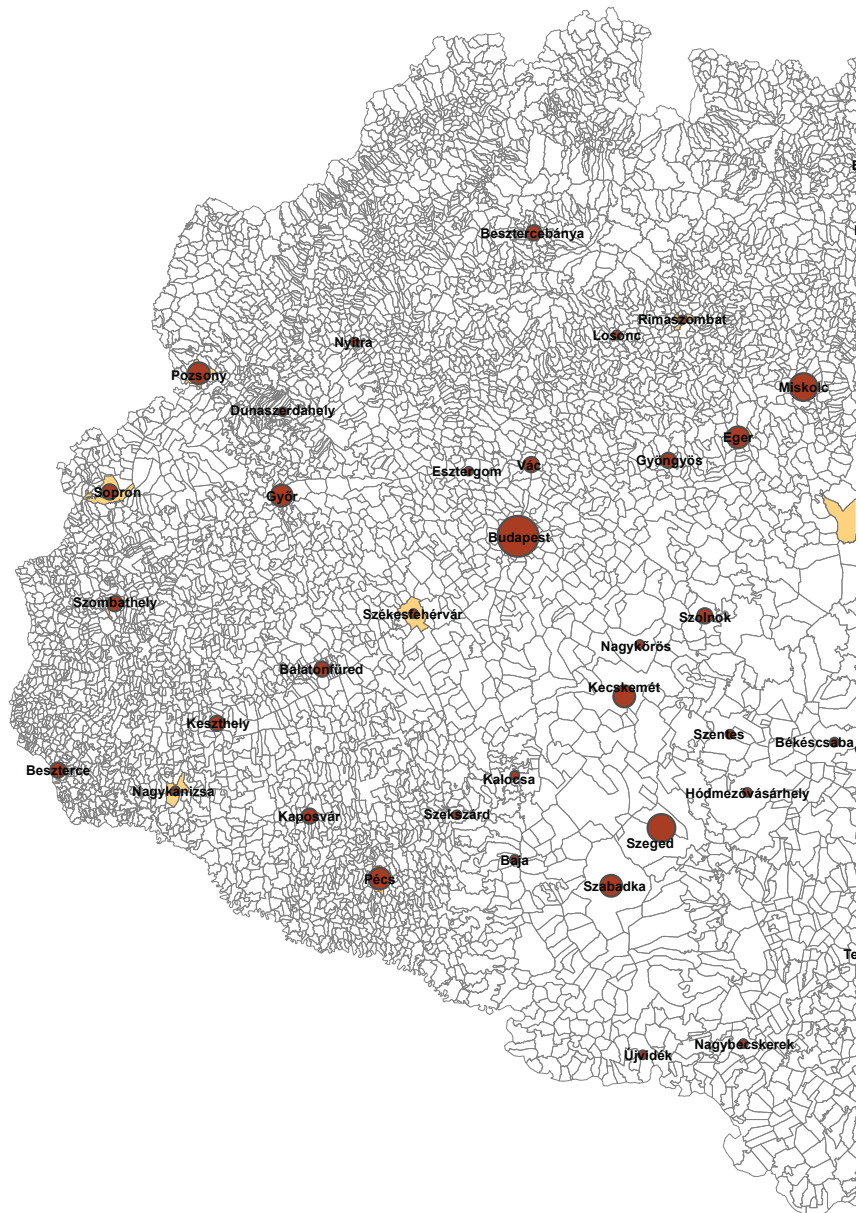 Besztercebánya
Rimaszombat
Losonc
Nyitra
Pozsony
Miskolc
Dunaszerdahely
Eger
Gyöngyös
Vác
Esztergom
Sopron
Győr
Budapest
Szombathely
Székesfehérvár
Szolnok
Nagykőrös
Balatonfüred
Kecskemét
Keszthely
Szentes
Békéscsaba
Beszterce
Kalocsa
Nagykanizsa
Hódmezővásárhely
Kaposvár
Szekszárd
Szeged
Baja
Pécs
Szabadka
Te
Nagybecskerek
Újvidék